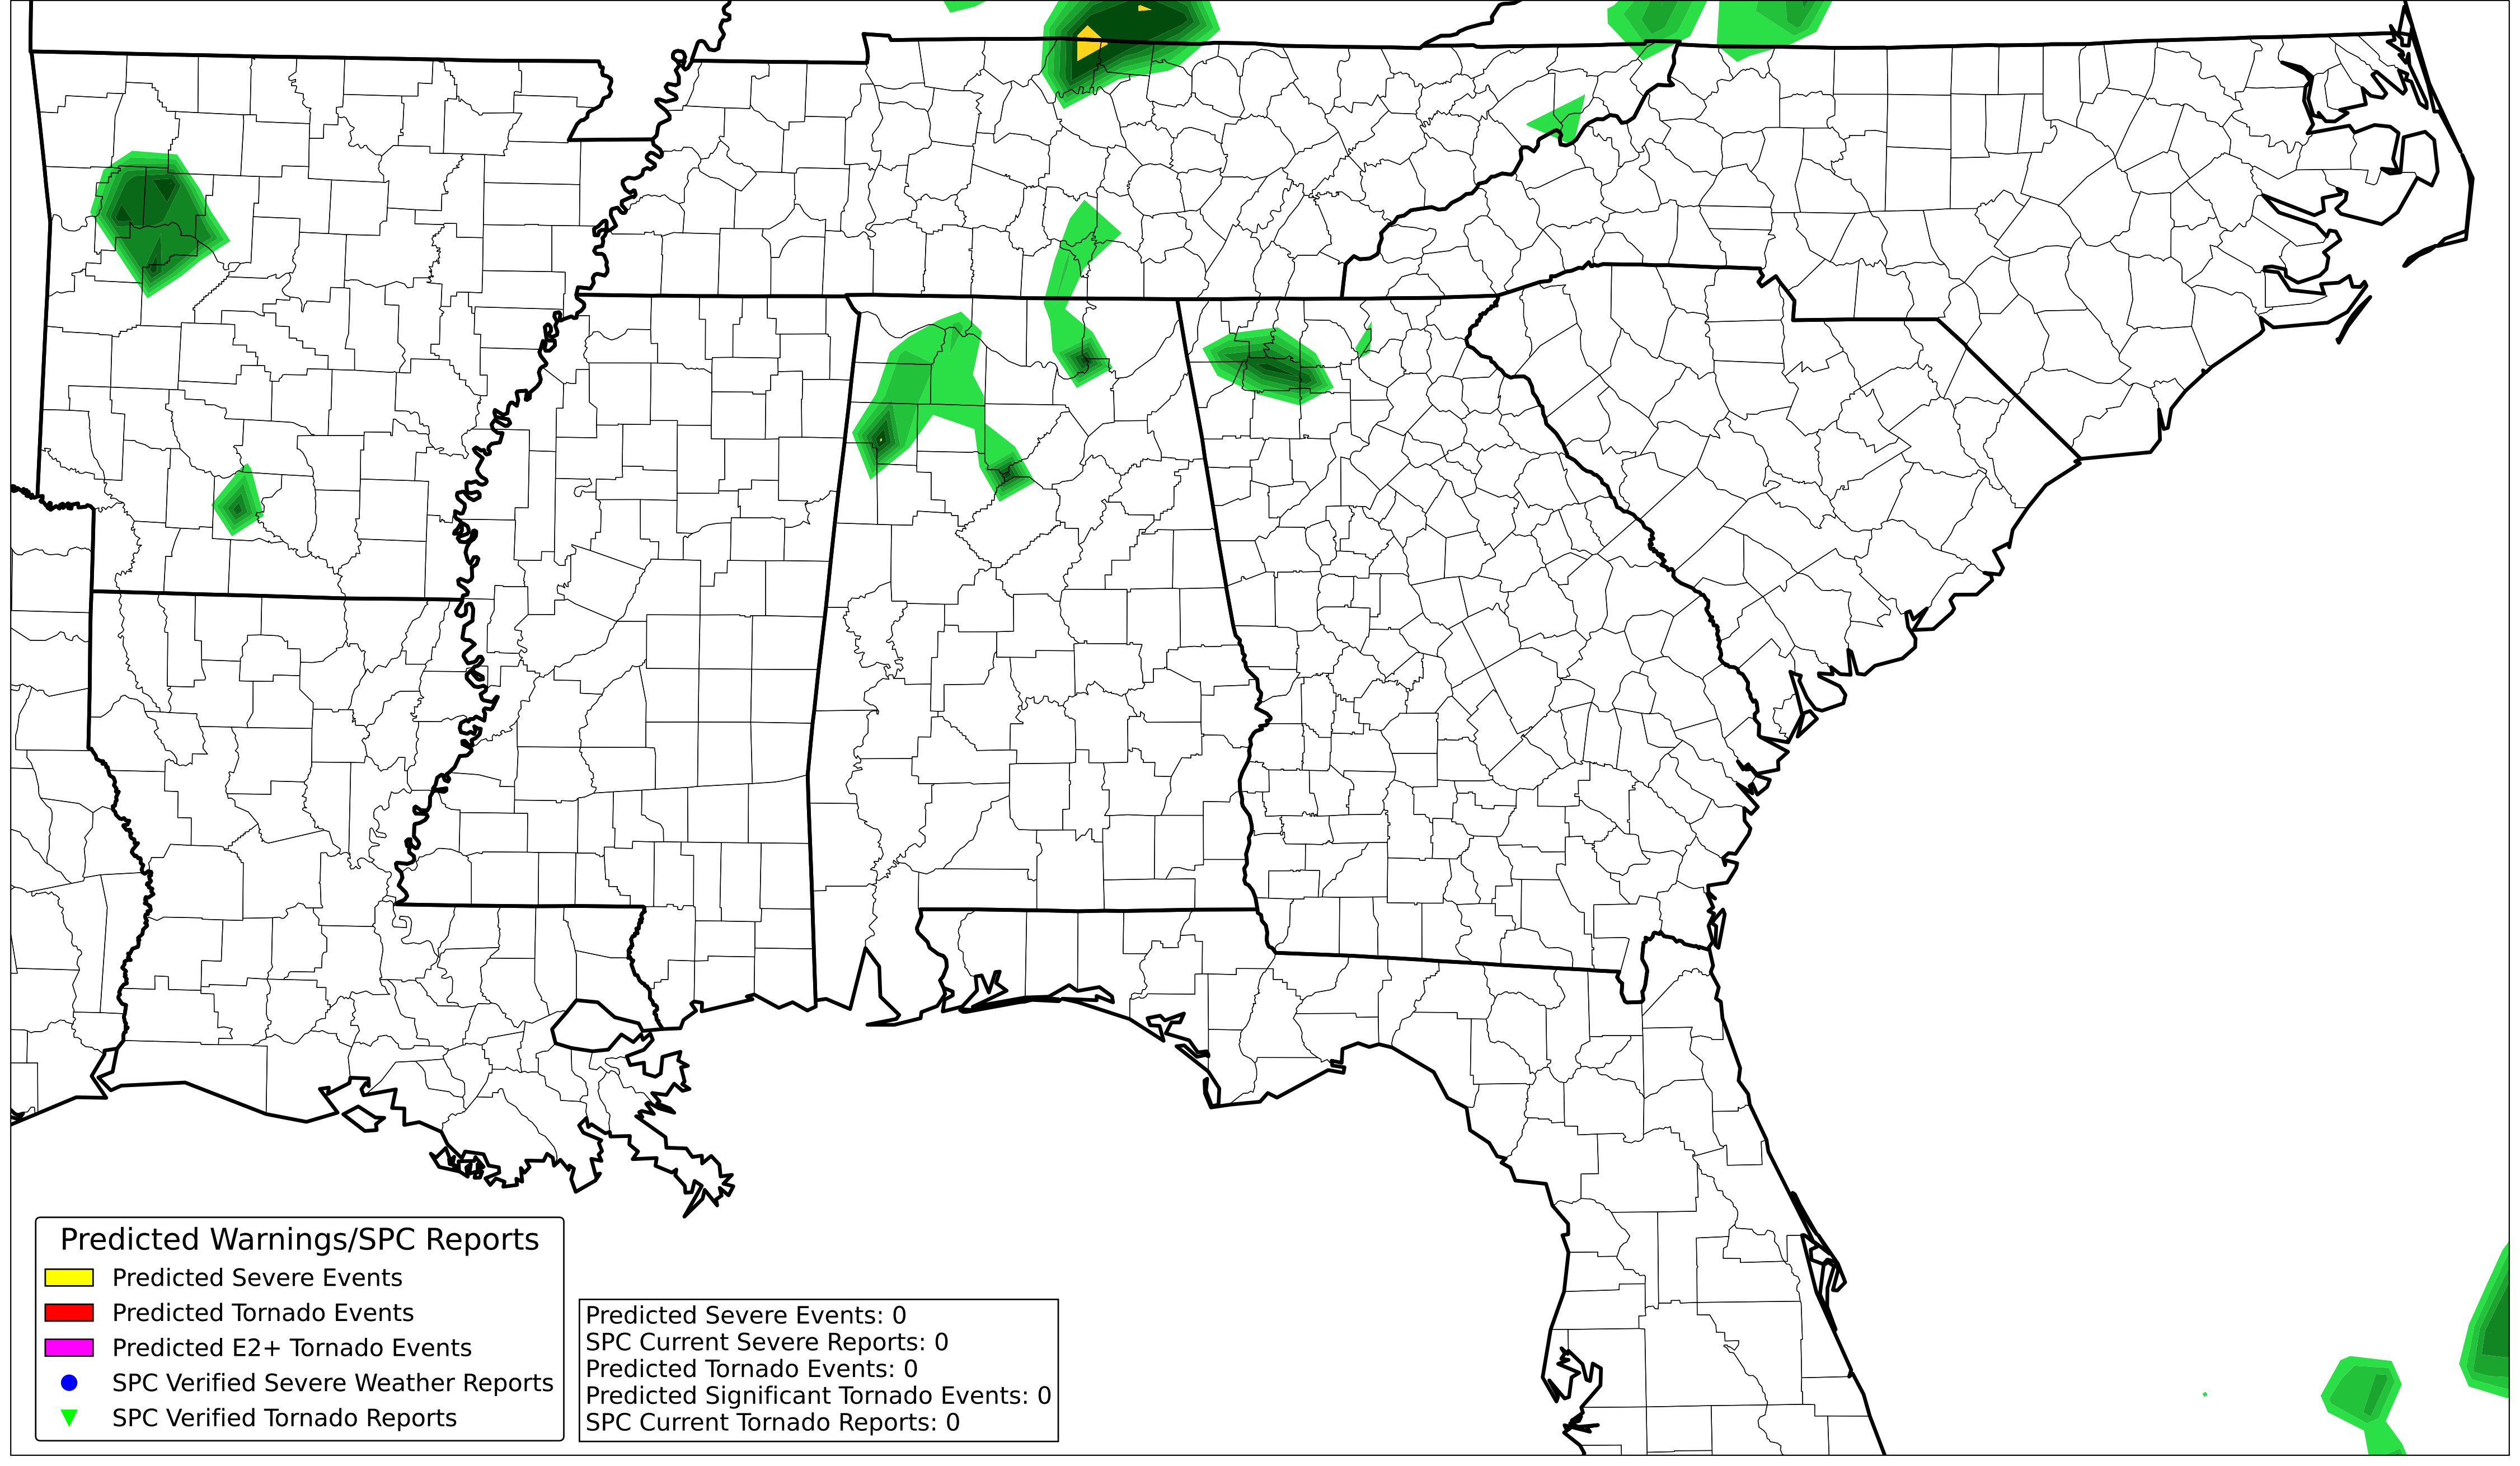 Predicted Warnings/SPC Reports
Predicted Severe Events
Predicted Tornado Events
Predicted E2+ Tornado Events
SPC Verified Severe Weather Reports
SPC Verified Tornado Reports
Predicted Severe Events: 0
SPC Current Severe Reports: 0
Predicted Tornado Events: 0
Predicted Significant Tornado Events: 0
SPC Current Tornado Reports: 0